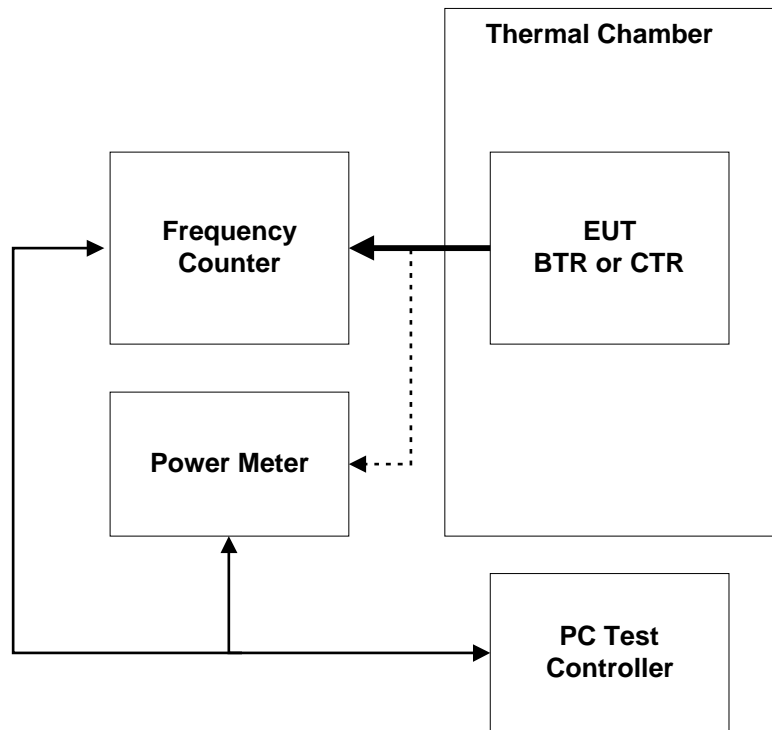 Thermal Chamber
Frequency
Counter
EUT
BTR or CTR
Power Meter
PC Test
Controller